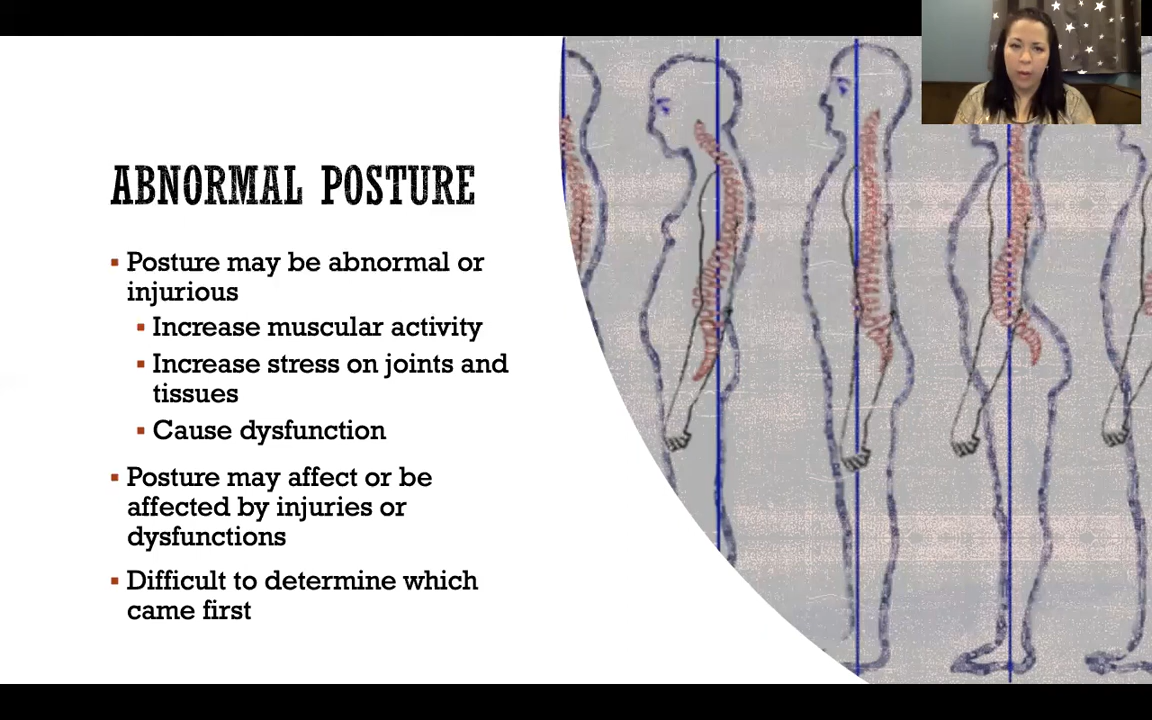 ABNORMAL POSTURE
▪ Posture may be abnormal or
injurious
▪ Increase muscular activity
▪ Increase stress on joints and
tissues
▪ Cause dysfunction
▪ Posture may affect or be
affected by injuries or
dysfunctions
▪ Difficult to determine which
came first